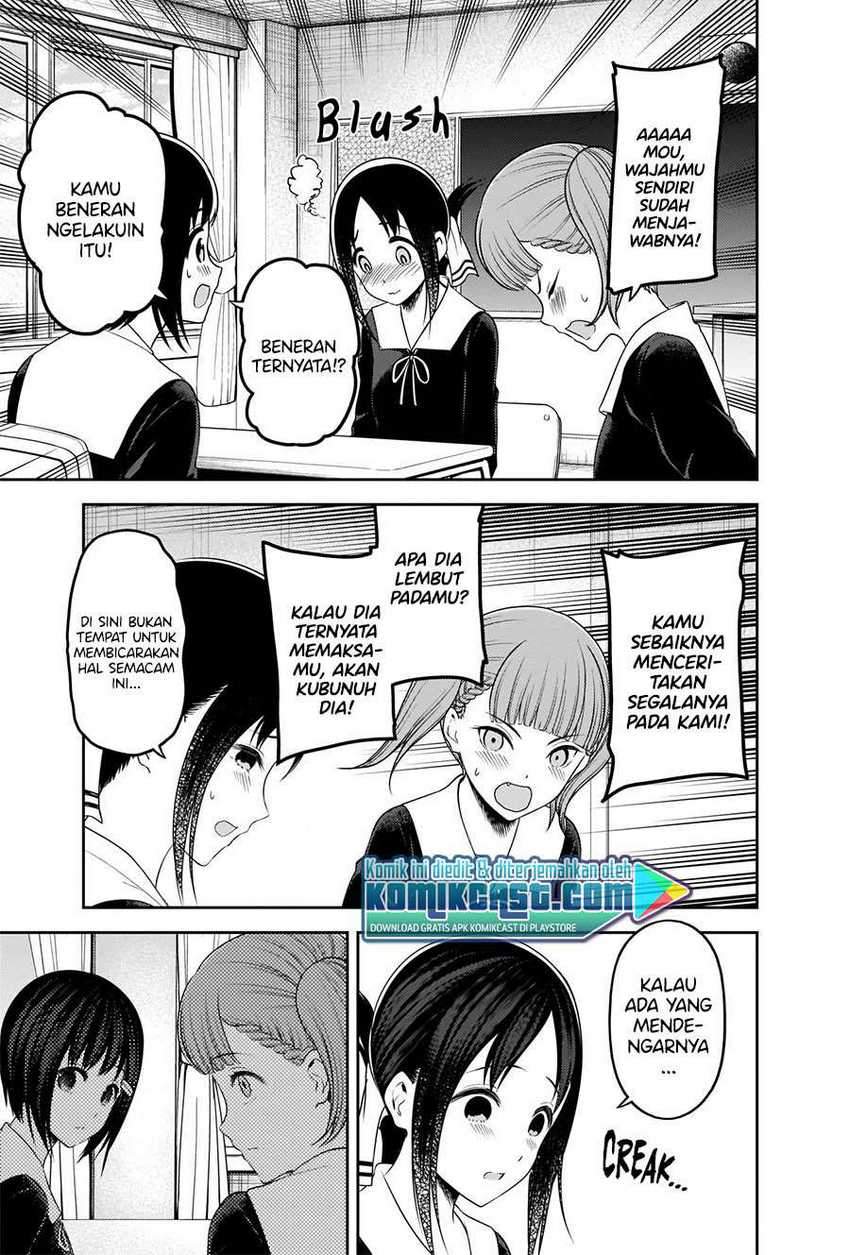 AAAAA
MOU,
WAJAHMU
SENDIRI
SUDAH
MENJA-
WABNYA!
Blush
KAMU
BENERAN
NGELAKUIN
ITU!
BENERAN
TERNYATA!?
KAMU
SEBAIKNYA
MENCERI-
TAKAN
SEGALANYA
PADA KAMI!
APA DIA
LEMBUT
PADAMU?
KALAU DIA
TERNYATA
MEMAKSA-
MU, AKAN
KUBUNUH
DIA!
DI SINI BUKAN
TEMPAT UNTUK
MEMBICARAKAN
HAL SEMACAM
INI...
Komik ini diedit & diterjemahkan oleh
KOMIKCAST.COM
DOWNLOAD GRATIS APK KOMIKCAST DI PLAYSTORE
KALAU
ADA YANG
MENDE-
NGARNYA
...
CREAK...